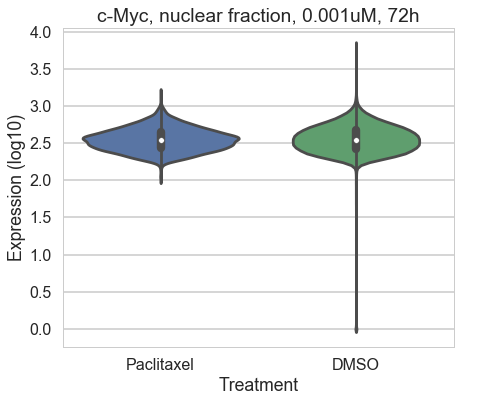 c-Myc, nuclear fraction, 0.001uM, 72h
4.0
3.5
3.0
2.5
2.0
1.5
1.0
0.5
0.0
Expression (log10)
Paclitaxel
DMSO
Treatment